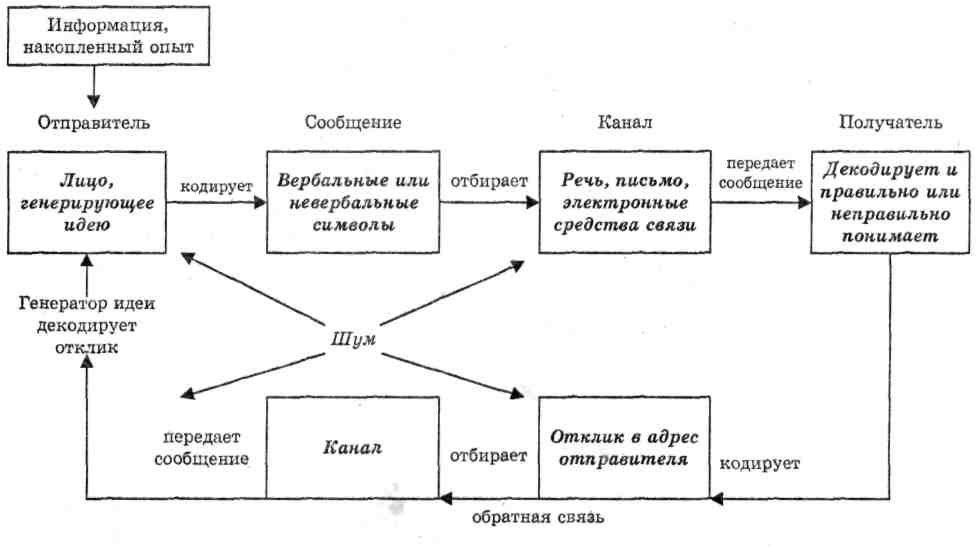 Информация,
накопленный опыт
Отправитель
Сообщение
Канал
Получатель
Лицо,
генерирующее
идею
кодирует
Вербальные или
невербальные
символы
отбирает
Речь, письмо,
электронные
средства связи
передает
сообщение
Декодирует и
правильно или
неправильно
понимает
Генератор идеи
декодирует
отклик
Шум
передает
сообщение
Канал
отбирает
Отклик в адрес
отправителя
кодирует
обратная связь